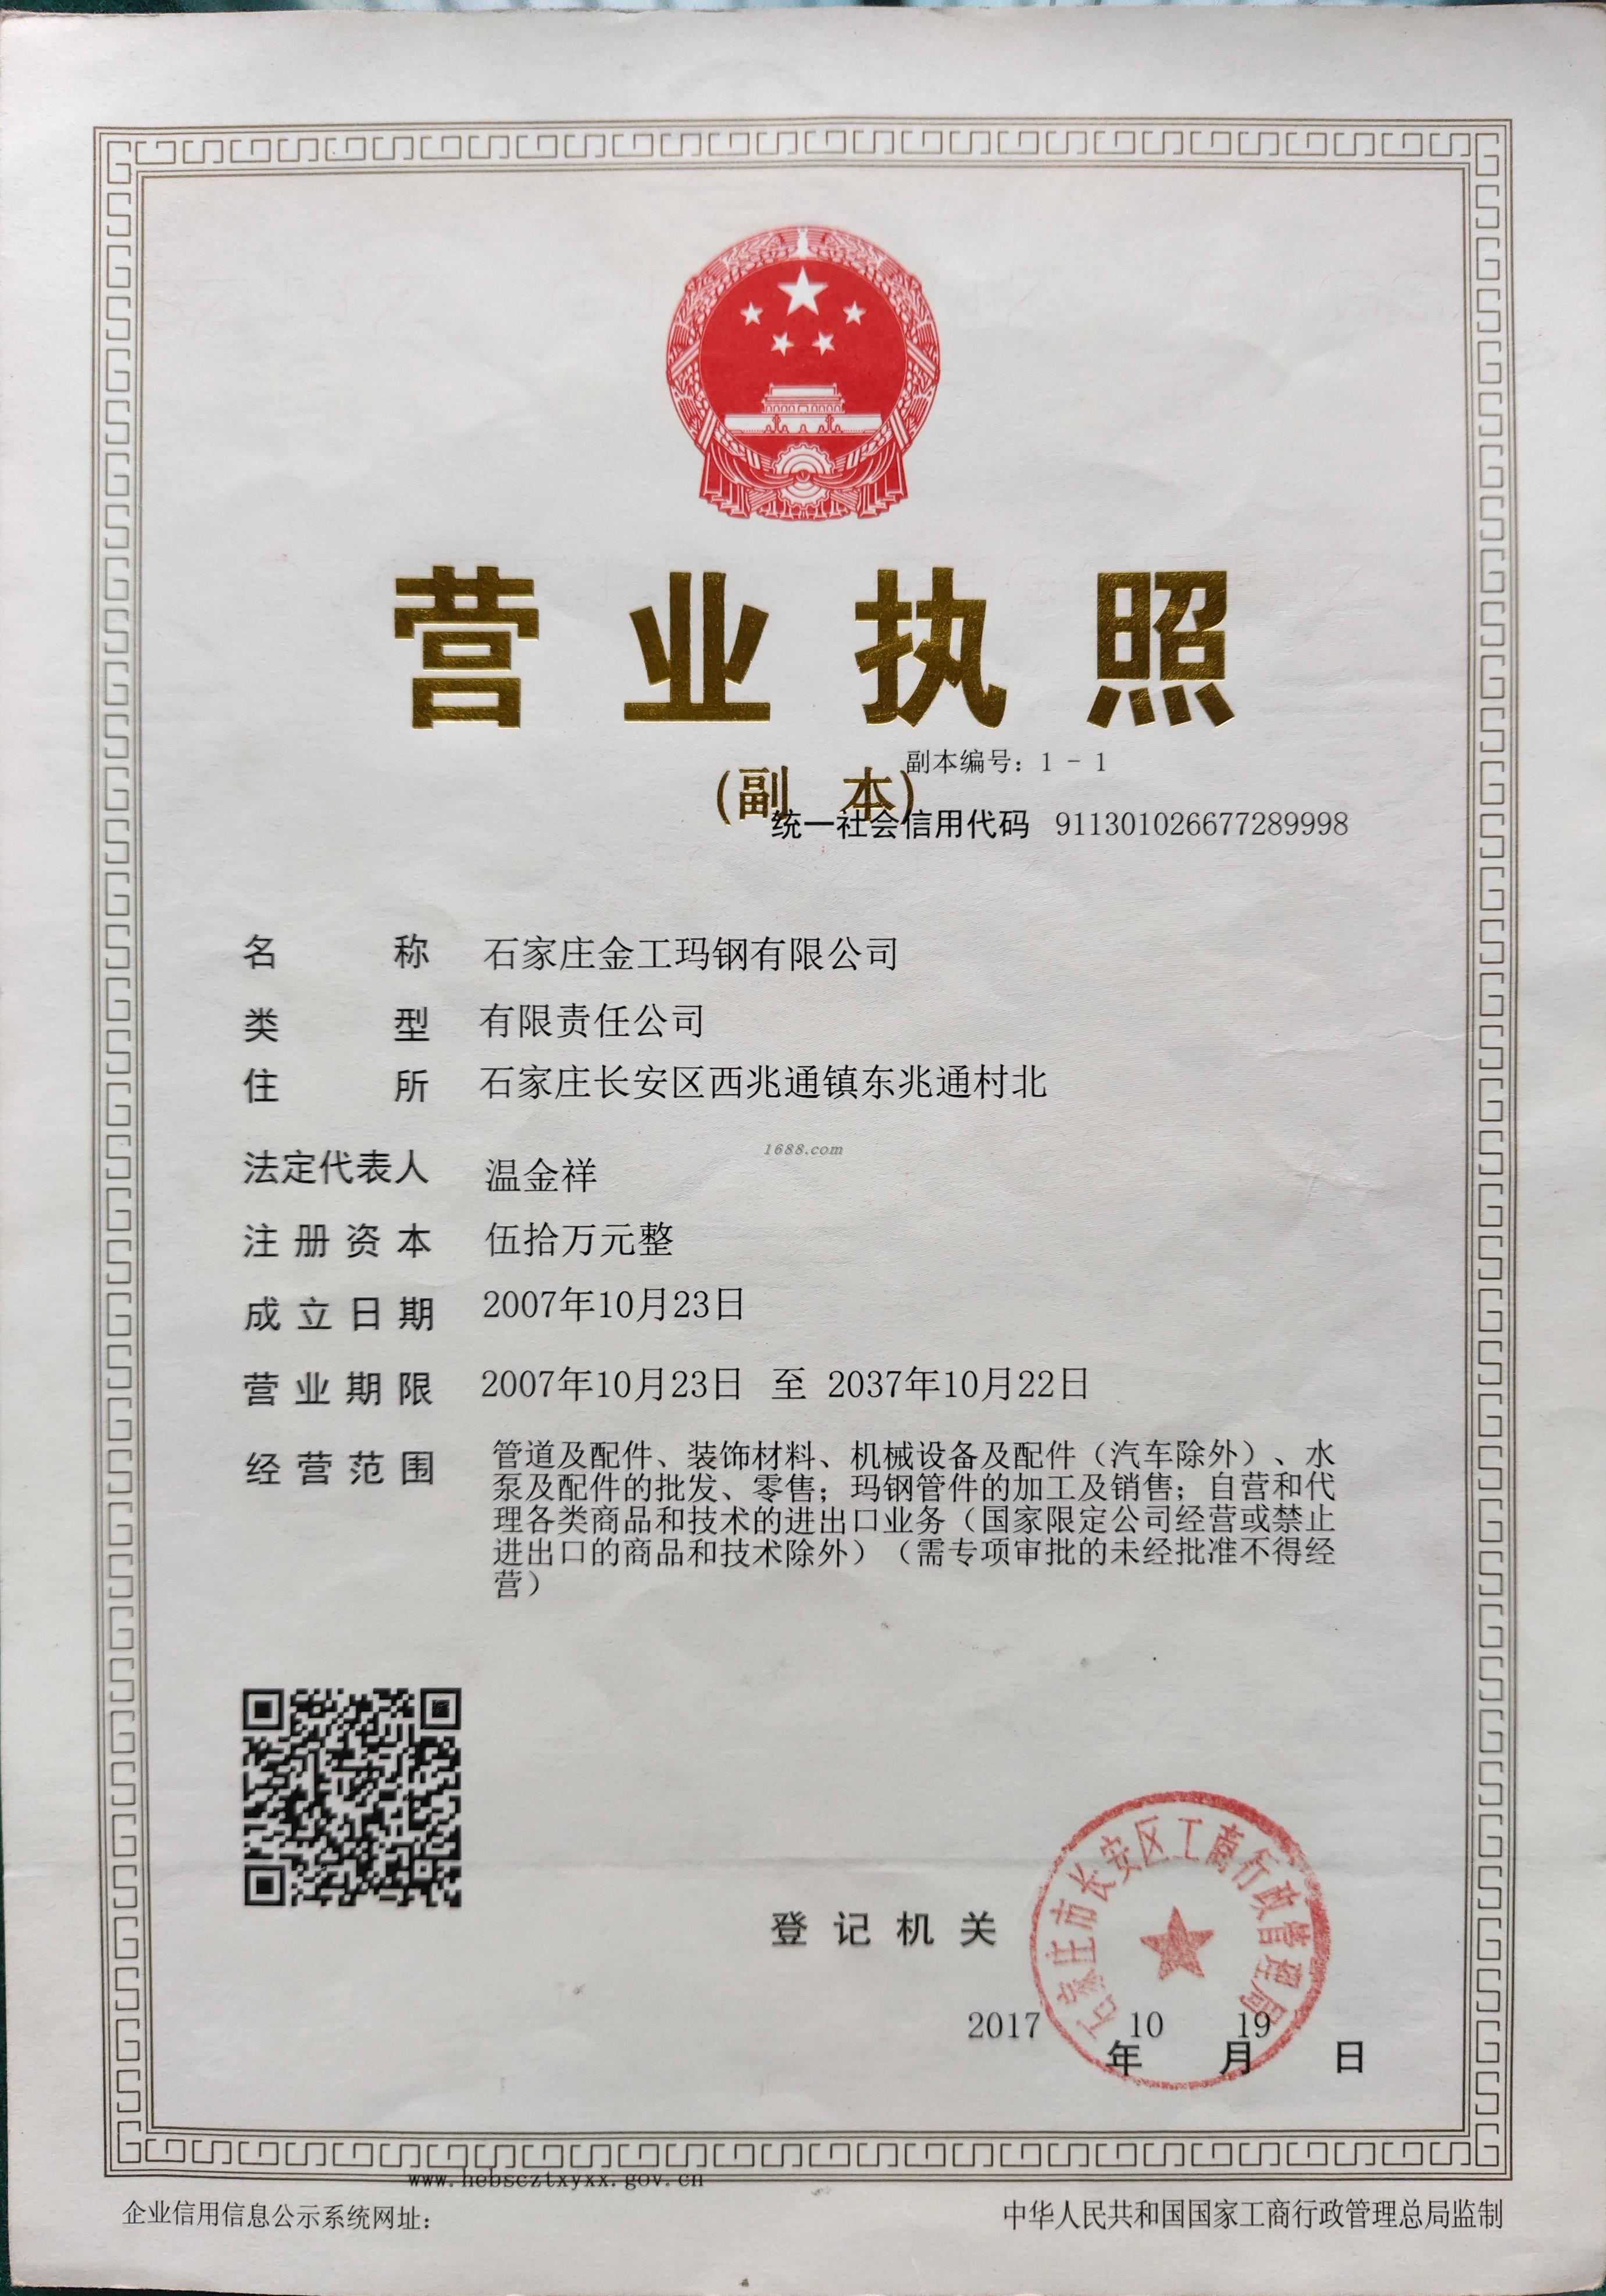 营业执照
副本编号：1-1
(副 本)
统一社会信用代码 911301026677289998
名称 石家庄金工玛钢有限公司
类型 有限责任公司
住所 石家庄长安区西兆通镇东兆通村北
1688.com
法定代表人 温金祥
注册资本 伍拾万元整
成立日期 2007年10月23日
营业期限 2007年10月23日 至 2037年10月22日
经营范围 管道及配件、装饰材料、机械设备及配件（汽车除外）、水
泵及配件的批发、零售；玛钢管件的加工及销售；自营和代
理各类商品和技术的进出口业务（国家限定公司经营或禁止
进出口的商品和技术除外）（需专项审批的未经批准不得经
营）
石家庄市长安区工商行政管理局
登记机关
2017 10 19
年 月 日
www.hebscztxyxx.gov.cn
企业信用信息公示系统网址：
中华人民共和国国家工商行政管理总局监制